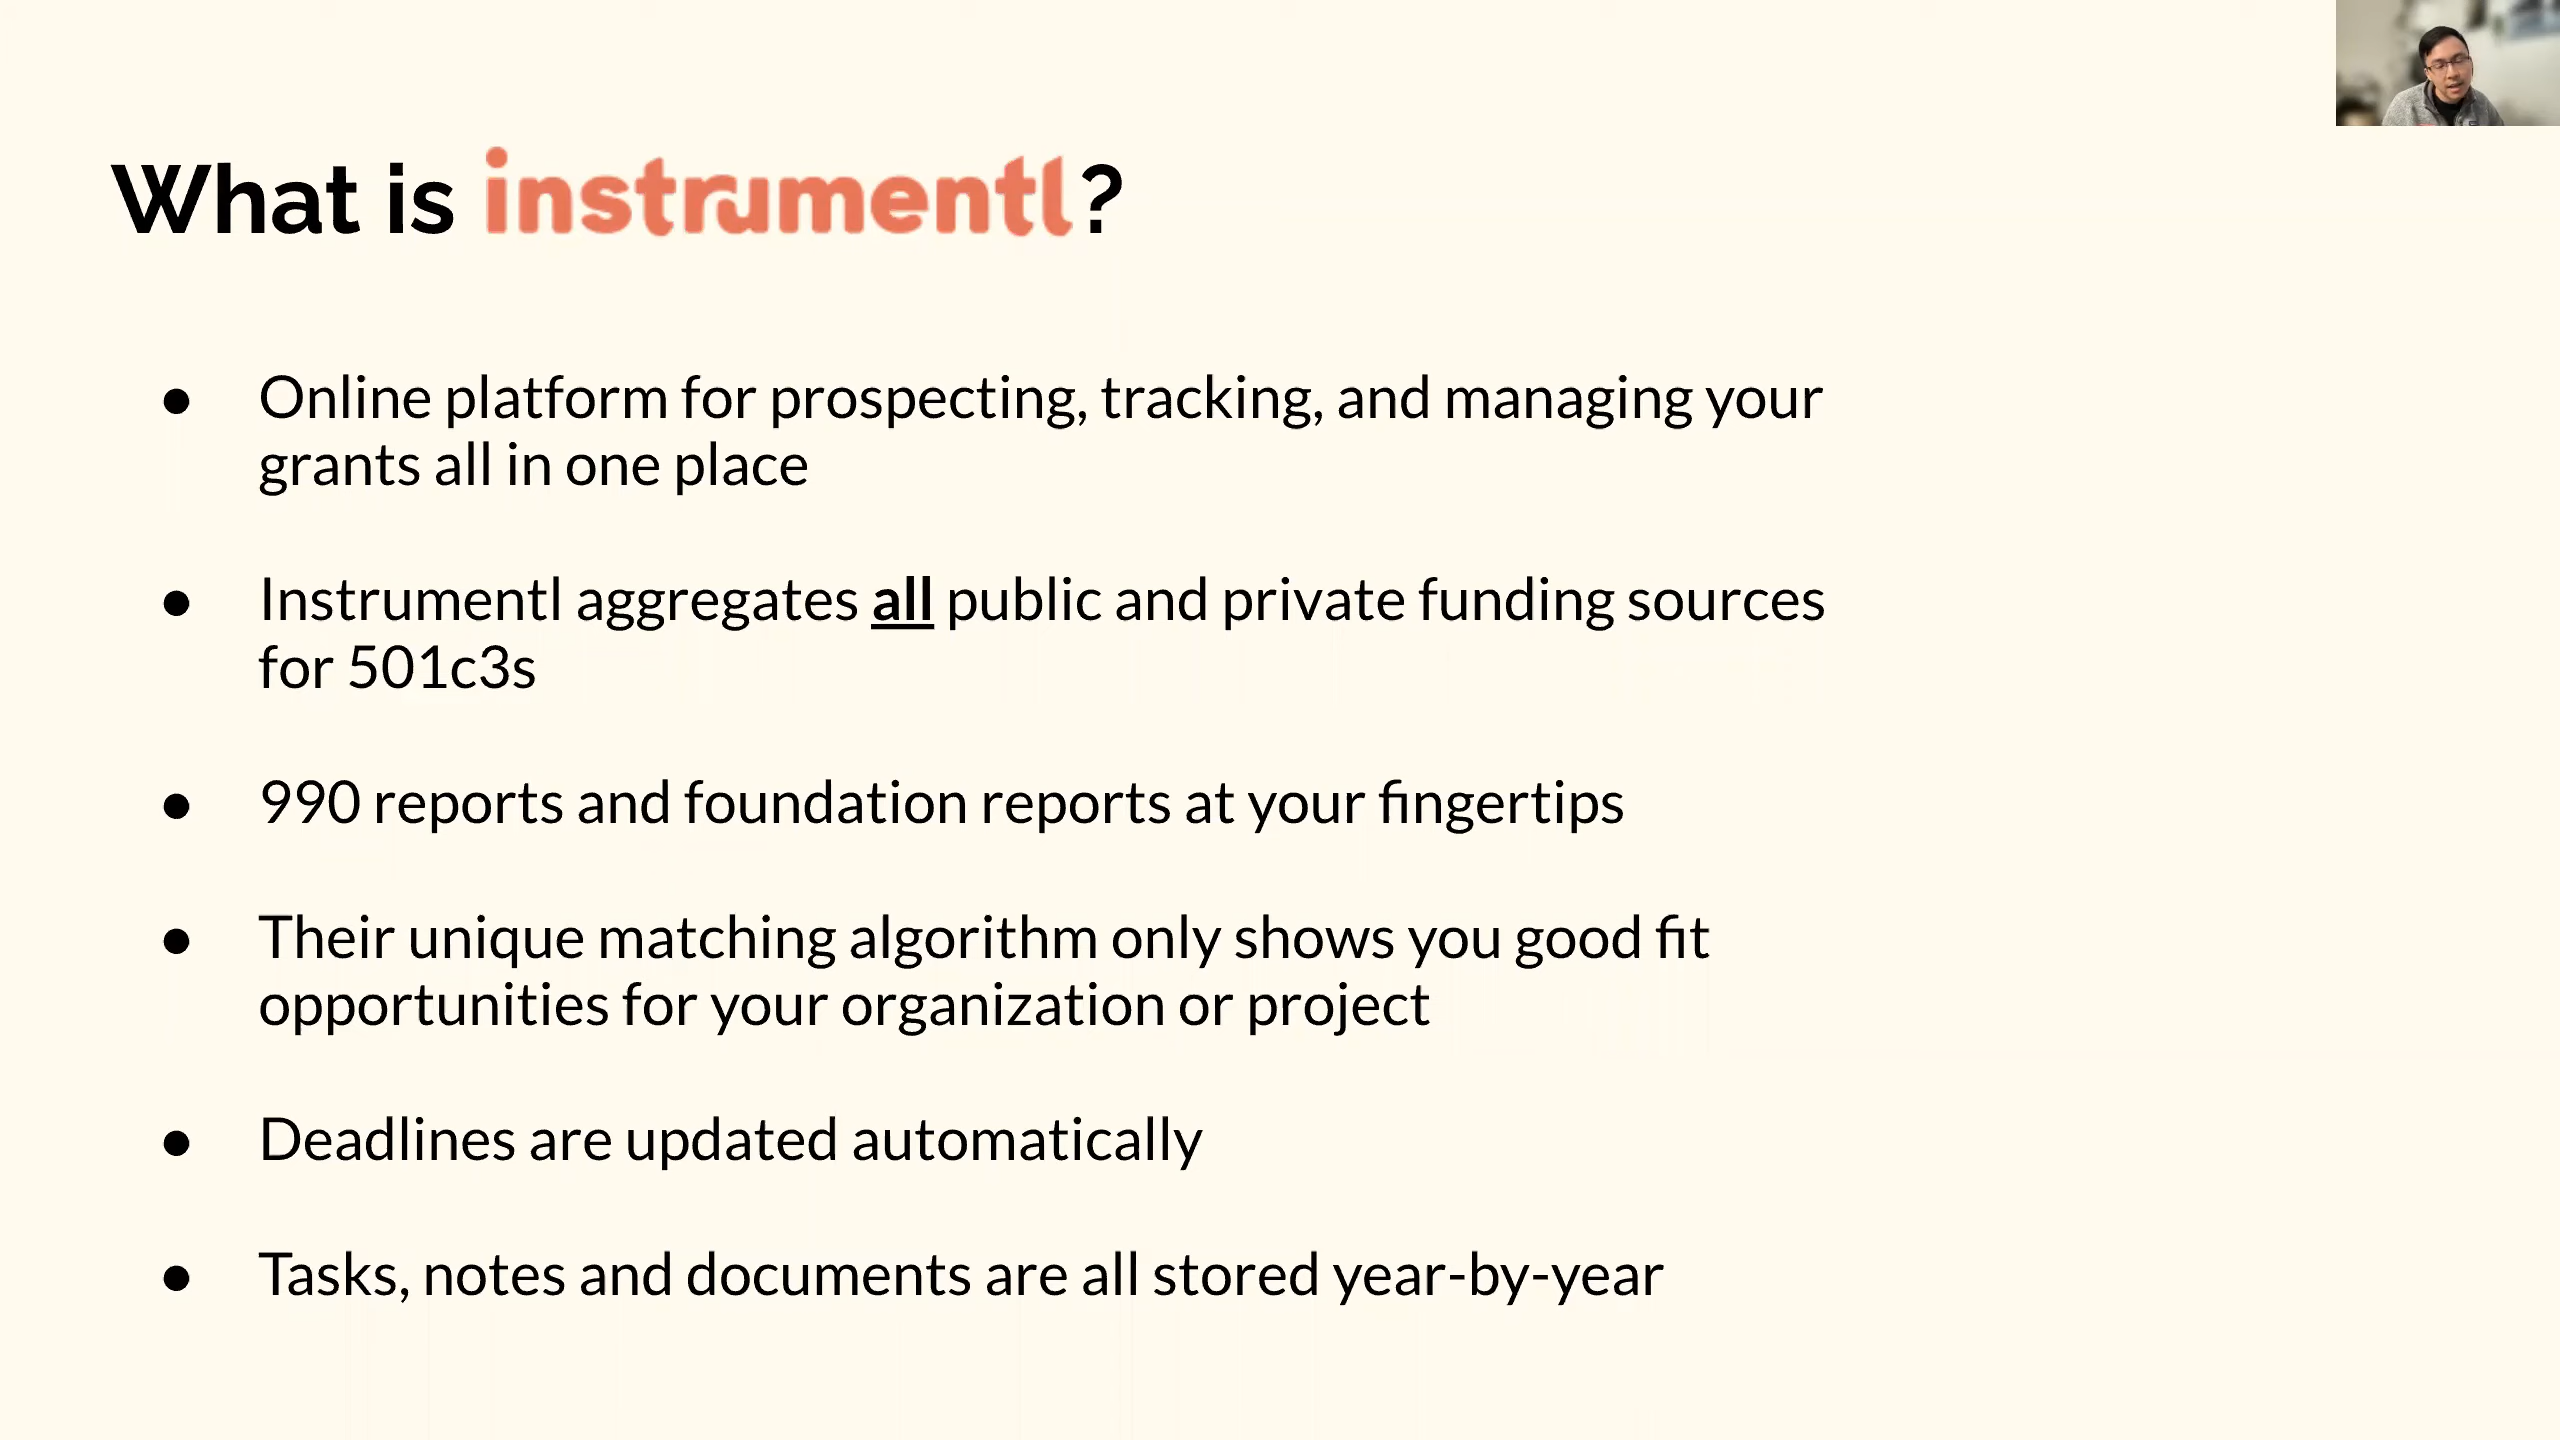 What is instrumentl?
● Online platform for prospecting, tracking, and managing your
grants all in one place
● Instrumentl aggregates all public and private funding sources
for 501c3s
● 990 reports and foundation reports at your fingertips
● Their unique matching algorithm only shows you good fit
opportunities for your organization or project
● Deadlines are updated automatically
● Tasks, notes and documents are all stored year-by-year